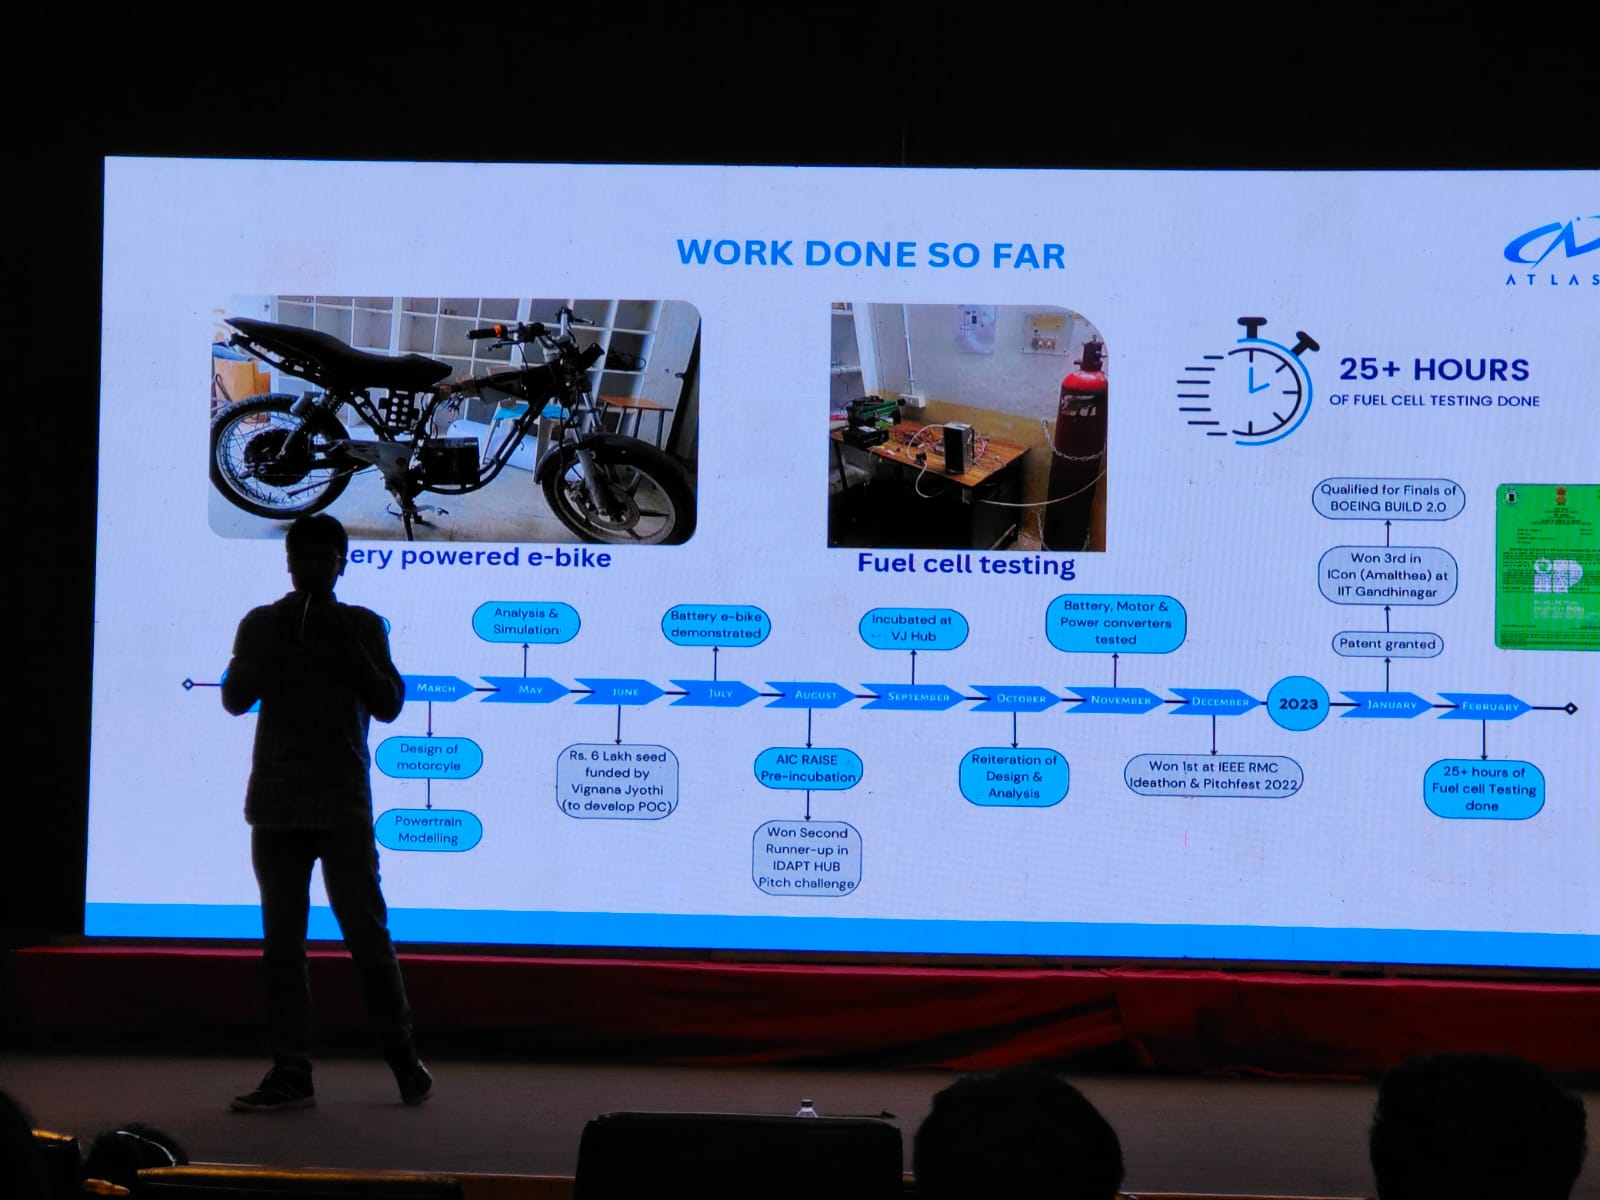 WORK DONE SO FAR
ATLAS
25+ HOURS
OF FUEL CELL TESTING DONE
ery powered e-bike
Fuel cell testing
Qualified for Finals of
BOEING BUILD 2.0
Won 3rd in
ICon (Amalthea) at
IIT Gandhinagar
Patent granted
Analysis &
Simulation
Battery e-bike
demonstrated
Incubated at
VJ Hub
Battery, Motor &
Power converters
tested
MARCH
MAY
JUNE
JULY
AUGUST
SEPTEMBER
OCTOBER
NOVEMBER
DECEMBER
2023
JANUARY
FEBRUARY
Design of
motorcyle
Powertrain
Modelling
Rs. 6 Lakh seed
funded by
Vignana Jyothi
(to develop POC)
AIC RAISE
Pre-incubation
Won Second
Runner-up in
IDAPT HUB
Pitch challenge
Reiteration of
Design &
Analysis
Won 1st at IEEE RMC
Ideathon & Pitchfest 2022
25+ hours of
Fuel cell Testing
done